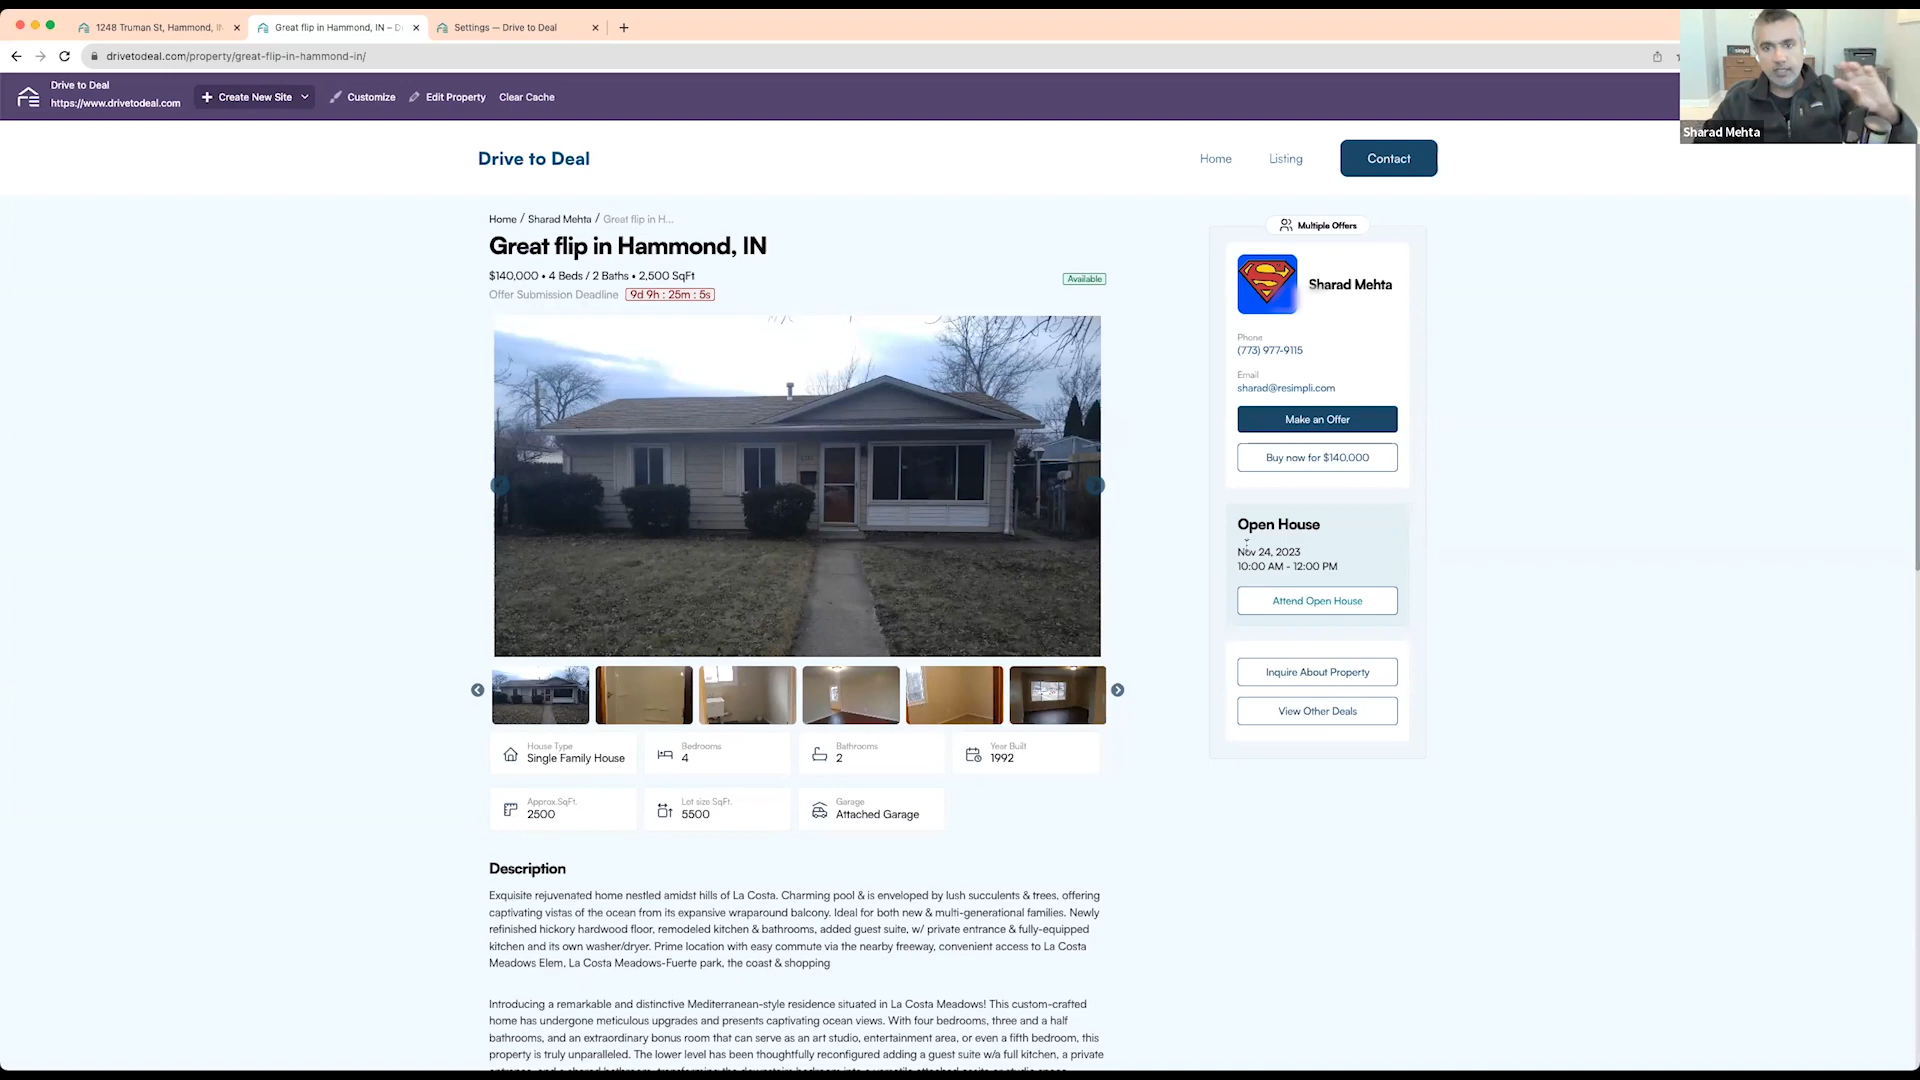 1248 Truman St, Hammond, I
Great flip in Hammond, IN – D
Settings — Drive to Deal
drivetodeal.com/property/great-flip-in-hammond-in/
Drive to Deal
https://www.drivetodeal.com
Create New Site
Customize
Edit Property
Clear Cache
Sharad Mehta
Drive to Deal
Home
Listing
Contact
Home / Sharad Mehta / Great flip in H...
Great flip in Hammond, IN
$140,000 • 4 Beds / 2 Baths • 2,500 SqFt
Available
Offer Submission Deadline 9d 9h : 25m : 5s
House Type
Single Family House
Bedrooms
4
Bathrooms
2
Year Built
1992
Approx.SqFt.
2500
Lot size SqFt.
5500
Garage
Attached Garage
Description
Exquisite rejuvenated home nestled amidst hills of La Costa. Charming pool & is enveloped by lush succulents & trees, offering
captivating vistas of the ocean from its expansive wraparound balcony. Ideal for both new & multi-generational families. Newly
refinished hickory hardwood floor, remodeled kitchen & bathrooms, added guest suite, w/ private entrance & fully-equipped
kitchen and its own washer/dryer. Prime location with easy commute via the nearby freeway, convenient access to La Costa
Meadows Elem, La Costa Meadows-Fuerte park, the coast & shopping
Introducing a remarkable and distinctive Mediterranean-style residence situated in La Costa Meadows! This custom-crafted
home has undergone meticulous upgrades and presents captivating ocean views. With four bedrooms, three and a half
bathrooms, and an extraordinary bonus room that can serve as an art studio, entertainment area, or even a fifth bedroom, this
property is truly unparalleled. The lower level has been thoughtfully reconfigured adding a guest suite w/a full kitchen, a private
Multiple Offers
Sharad Mehta
Phone
(773) 977-9115
Email
sharad@resimpli.com
Make an Offer
Buy now for $140,000
Open House
Nov 24, 2023
10:00 AM - 12:00 PM
Attend Open House
Inquire About Property
View Other Deals